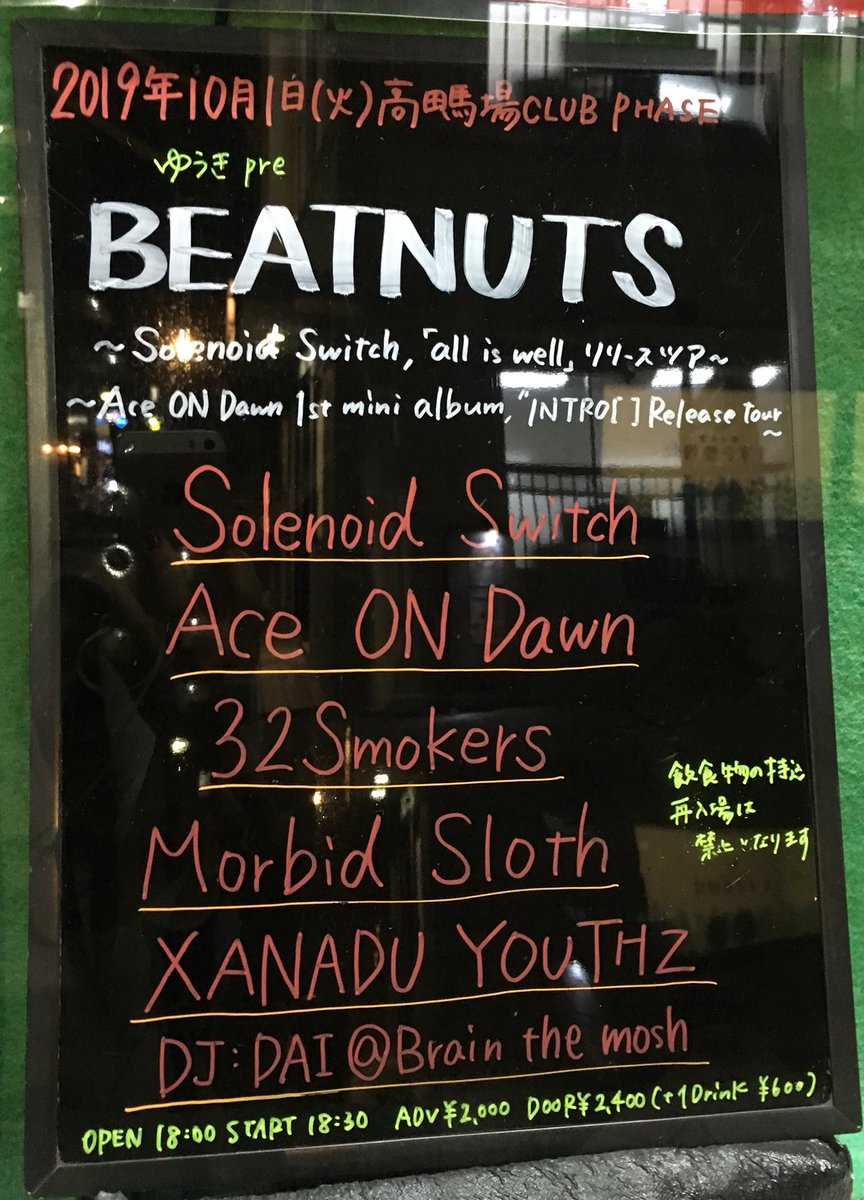 2019年10月1日(火)高田馬場CLUB PHASE
ゆうき pre
BEATNUTS
～Solenoid Switch,「all is well」リリースツアー～
～Ace ON Dawn 1st mini album,"INTRO[ ]Release tour～
Solenoid Switch
Ace ON Dawn
32Smokers
Morbid Sloth
XANADU YOUTHZ
DJ:DAI@Brain the mosh
飲食物の持込
再入場は
禁止となります
OPEN 18:00 START 18:30 ADV¥2,000 DOOR¥2,400(+1Drink ¥600)